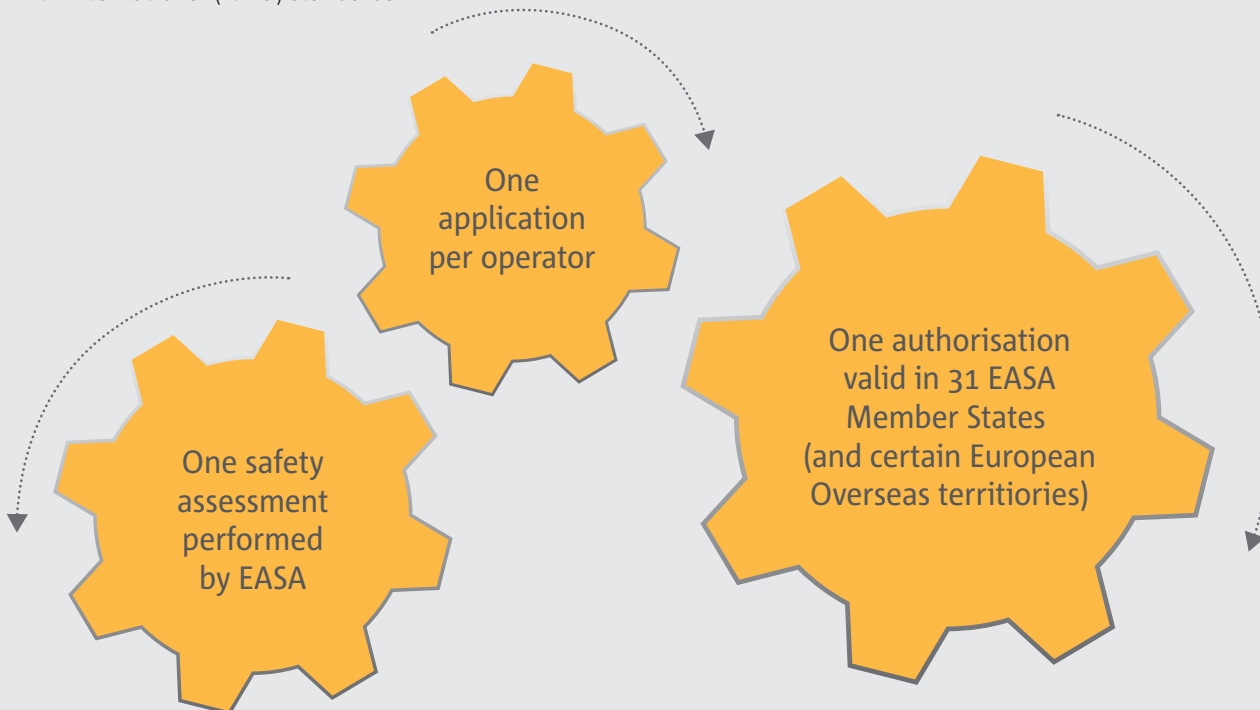 One
application
per operator
One safety
assessment
performed
by EASA
One authorisation
valid in 31 EASA
Member States
(and certain European
Overseas territiories)